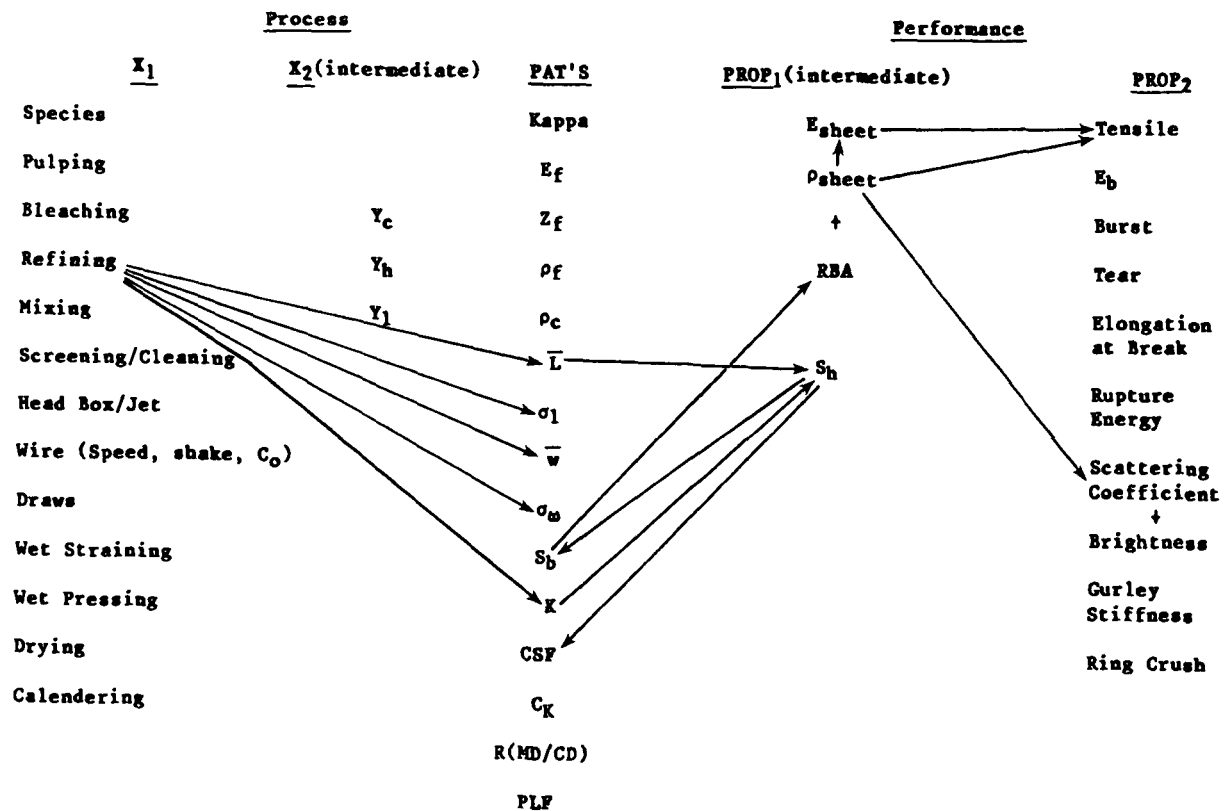 Process
Performance
X1
X2(intermediate)
PAT'S
PROP1(intermediate)
PROP2
Species
Kappa
Esheet
Tensile
Pulping
Ef
ρsheet
Eb
Bleaching
Yc
Zf
+
Burst
Refining
Yh
ρf
RBA
Tear
Mixing
Yl
ρc
Elongation
at Break
Screening/Cleaning
L̅
Sh
Head Box/Jet
σ1
Rupture
Energy
Wire (Speed, shake, Co)
w̅
Scattering
Coefficient
+
Brightness
Draws
σω
Wet Straining
Sb
Wet Pressing
K
Gurley
Stiffness
Drying
CSF
Ring Crush
Calendering
CK
R(MD/CD)
PLF